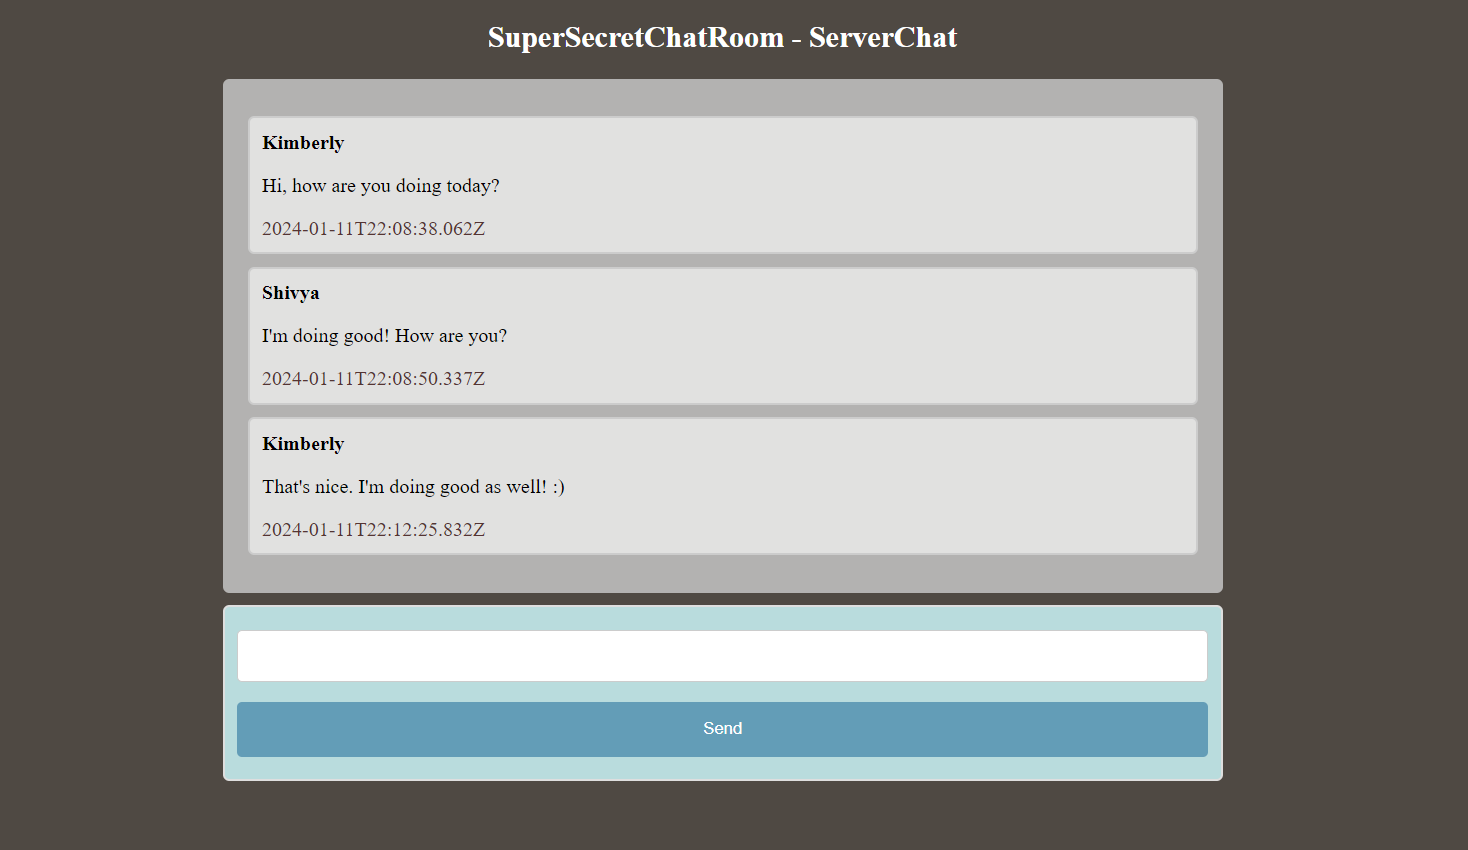 SuperSecretChatRoom - ServerChat
Kimberly
Hi, how are you doing today?
2024-01-11T22:08:38.062Z
Shivya
I'm doing good! How are you?
2024-01-11T22:08:50.337Z
Kimberly
That's nice. I'm doing good as well! :)
2024-01-11T22:12:25.832Z
Send